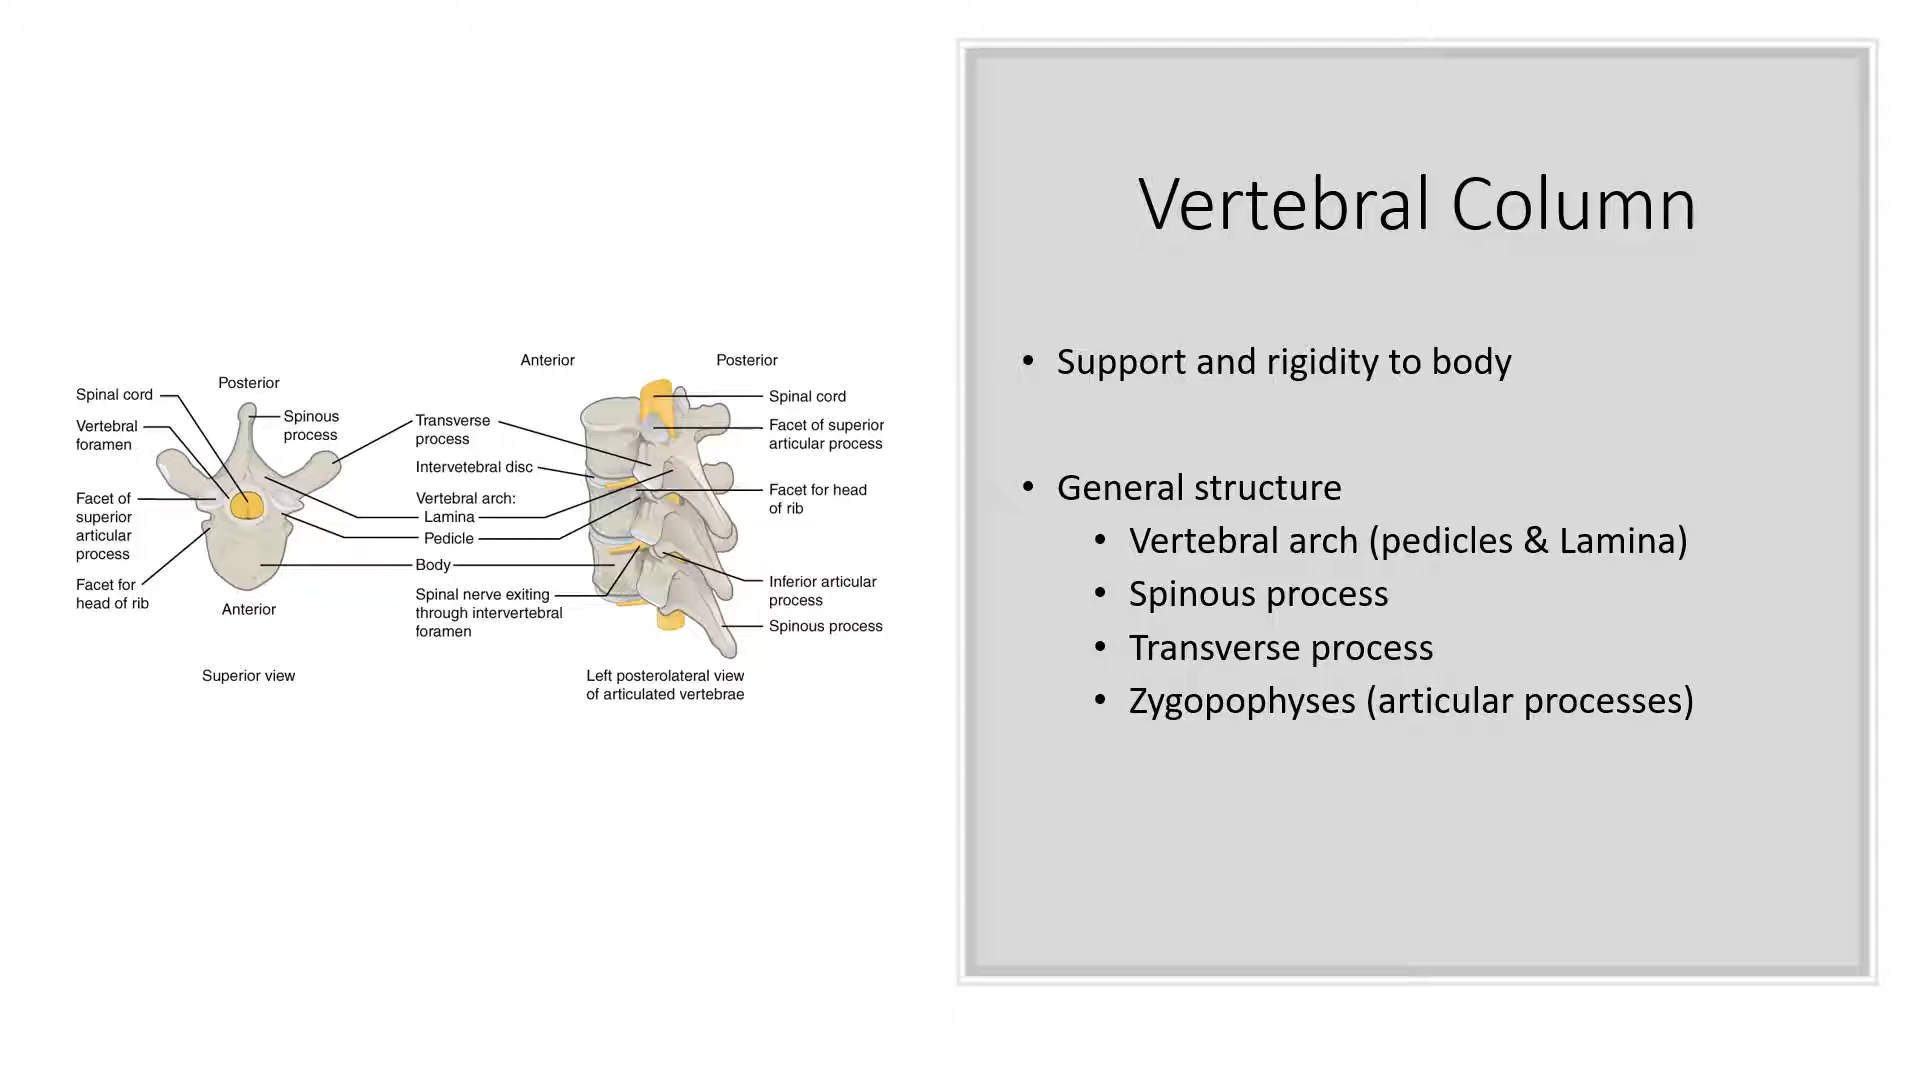 Vertebral Column
• Support and rigidity to body
• General structure
• Vertebral arch (pedicles & Lamina)
• Spinous process
• Transverse process
• Zygopophyses (articular processes)
Posterior
Spinal cord
Vertebral
foramen
Spinous
process
Facet of
superior
articular
process
Facet for
head of rib
Anterior
Superior view
Transverse
process
Intervetebral disc
Vertebral arch:
Lamina
Pedicle
Body
Spinal nerve exiting
through intervertebral
foramen
Anterior
Posterior
Spinal cord
Facet of superior
articular process
Facet for head
of rib
Inferior articular
process
Spinous process
Left posterolateral view
of articulated vertebrae